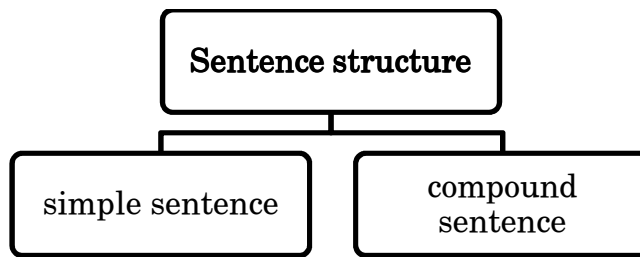 Sentence structure
simple sentence
compound
sentence